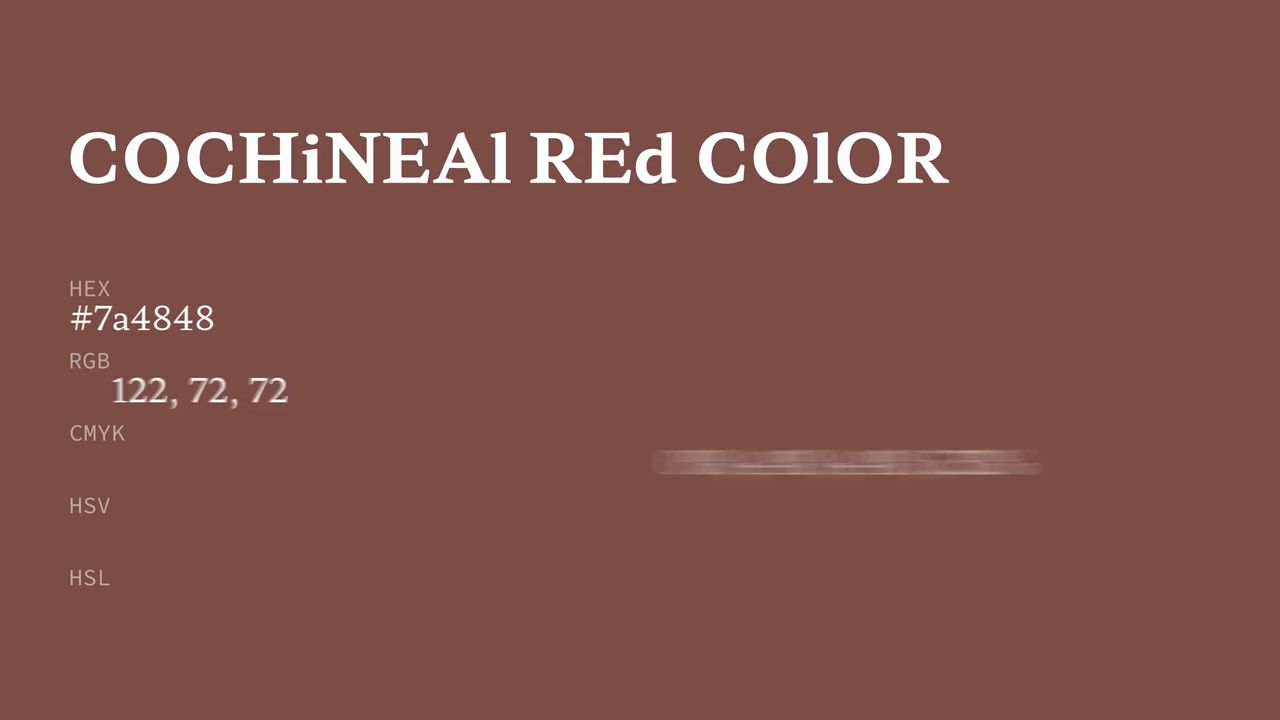 COCHiNEAl REd COlOR
HEX
#7a4848
RGB
122, 72, 72
CMYK
HSV
HSL